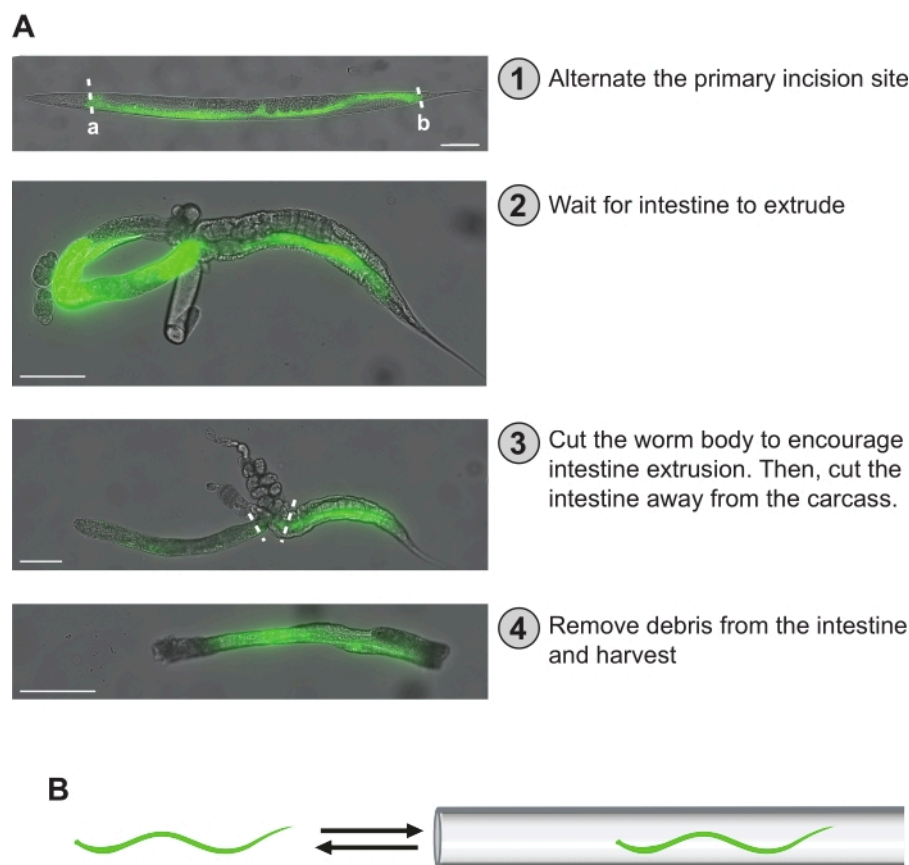 A
a
b
1 Alternate the primary incision site
2 Wait for intestine to extrude
3 Cut the worm body to encourage
intestine extrusion. Then, cut the
intestine away from the carcass.
4 Remove debris from the intestine
and harvest
B